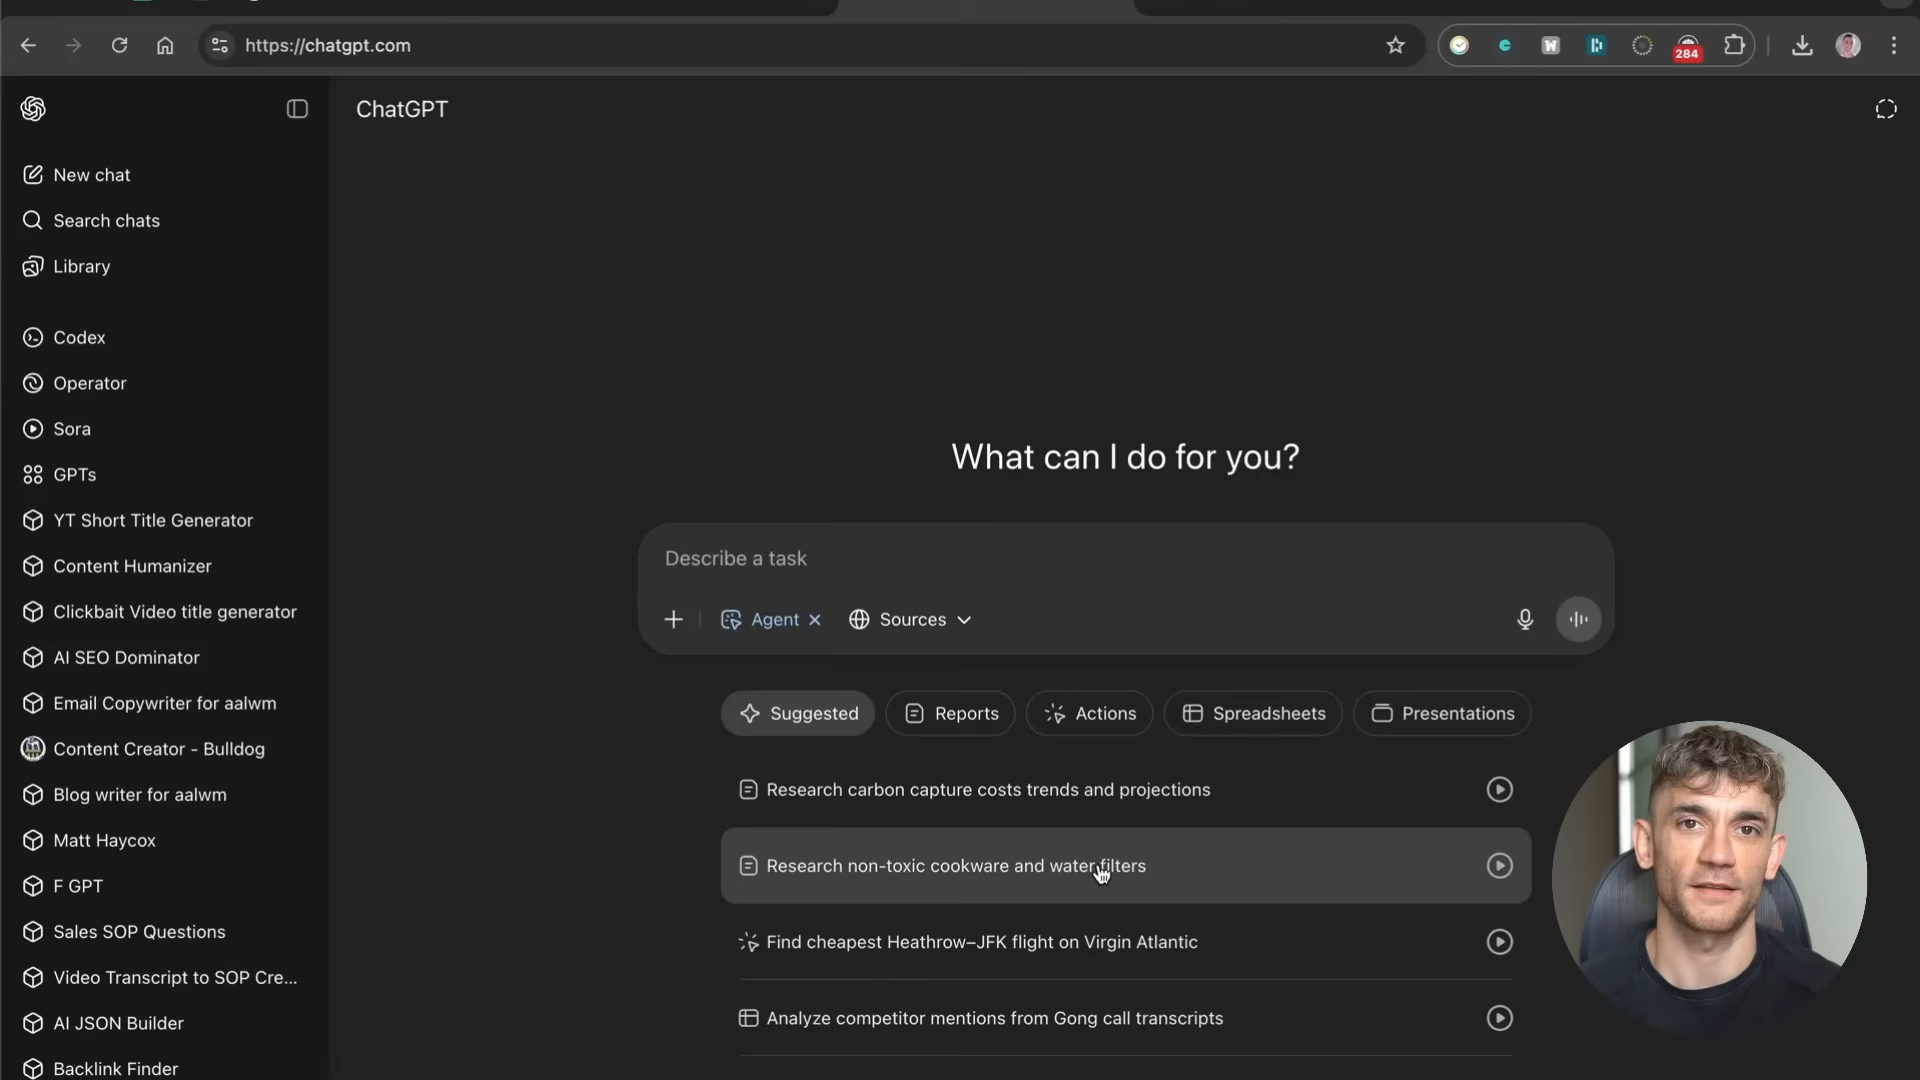 https://chatgpt.com
W
284
ChatGPT
New chat
Search chats
Library
Codex
Operator
Sora
GPTs
YT Short Title Generator
Content Humanizer
Clickbait Video title generator
AI SEO Dominator
Email Copywriter for aalwm
Content Creator - Bulldog
Blog writer for aalwm
Matt Haycox
F GPT
Sales SOP Questions
Video Transcript to SOP Cre...
AI JSON Builder
Backlink Finder
What can I do for you?
Describe a task
Agent
Sources
Suggested
Reports
Actions
Spreadsheets
Presentations
Research carbon capture costs trends and projections
Research non-toxic cookware and water filters
Find cheapest Heathrow–JFK flight on Virgin Atlantic
Analyze competitor mentions from Gong call transcripts